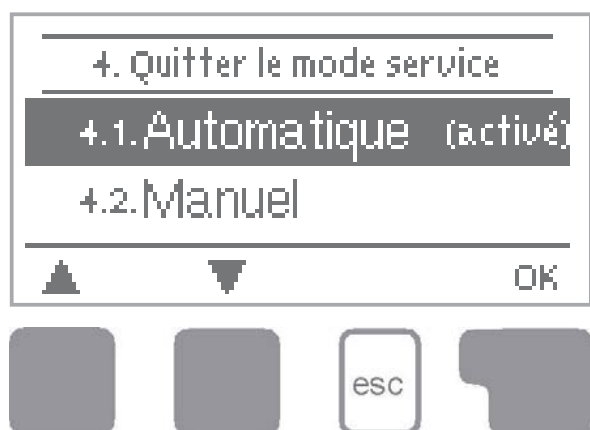 4. Quitter le mode service
4.1. Automatique (activé)
4.2. Manuel
OK
esc